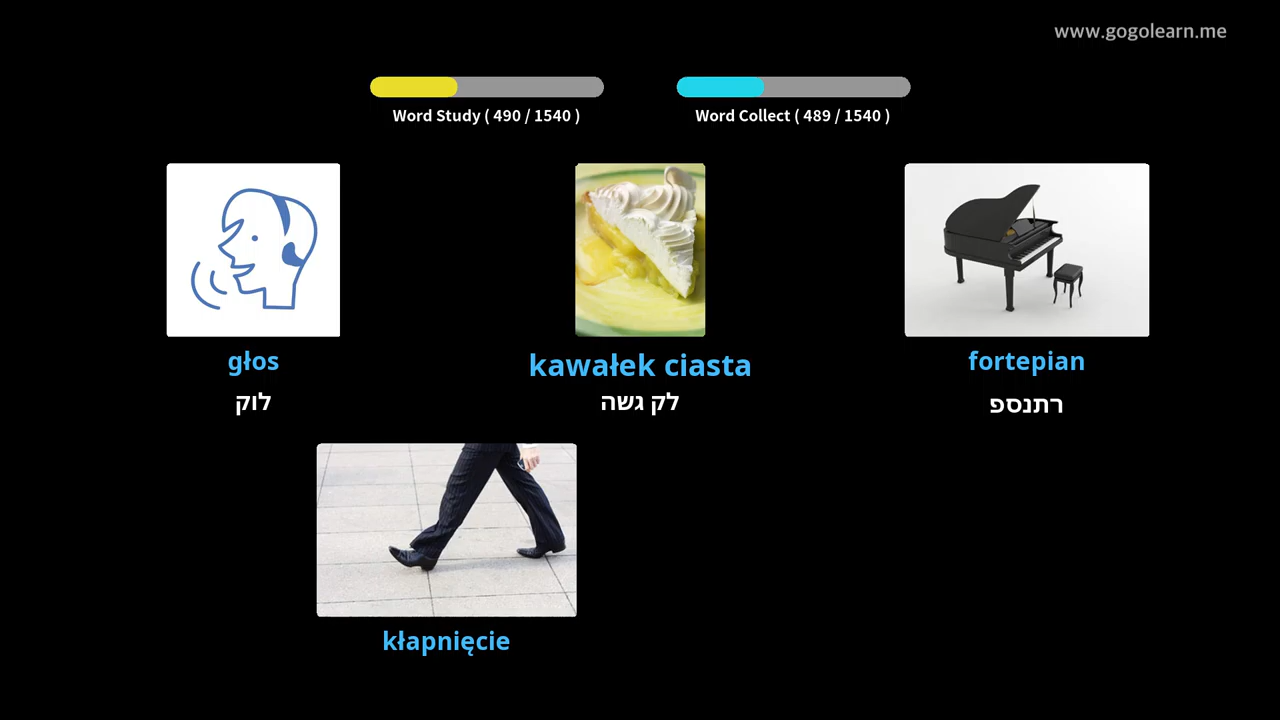 www.gogolearn.me
Word Study ( 490 / 1540 )
Word Collect ( 489 / 1540 )
głos
לוק
kawałek ciasta
לק גשה
fortepian
רתנספ
kłapnięcie